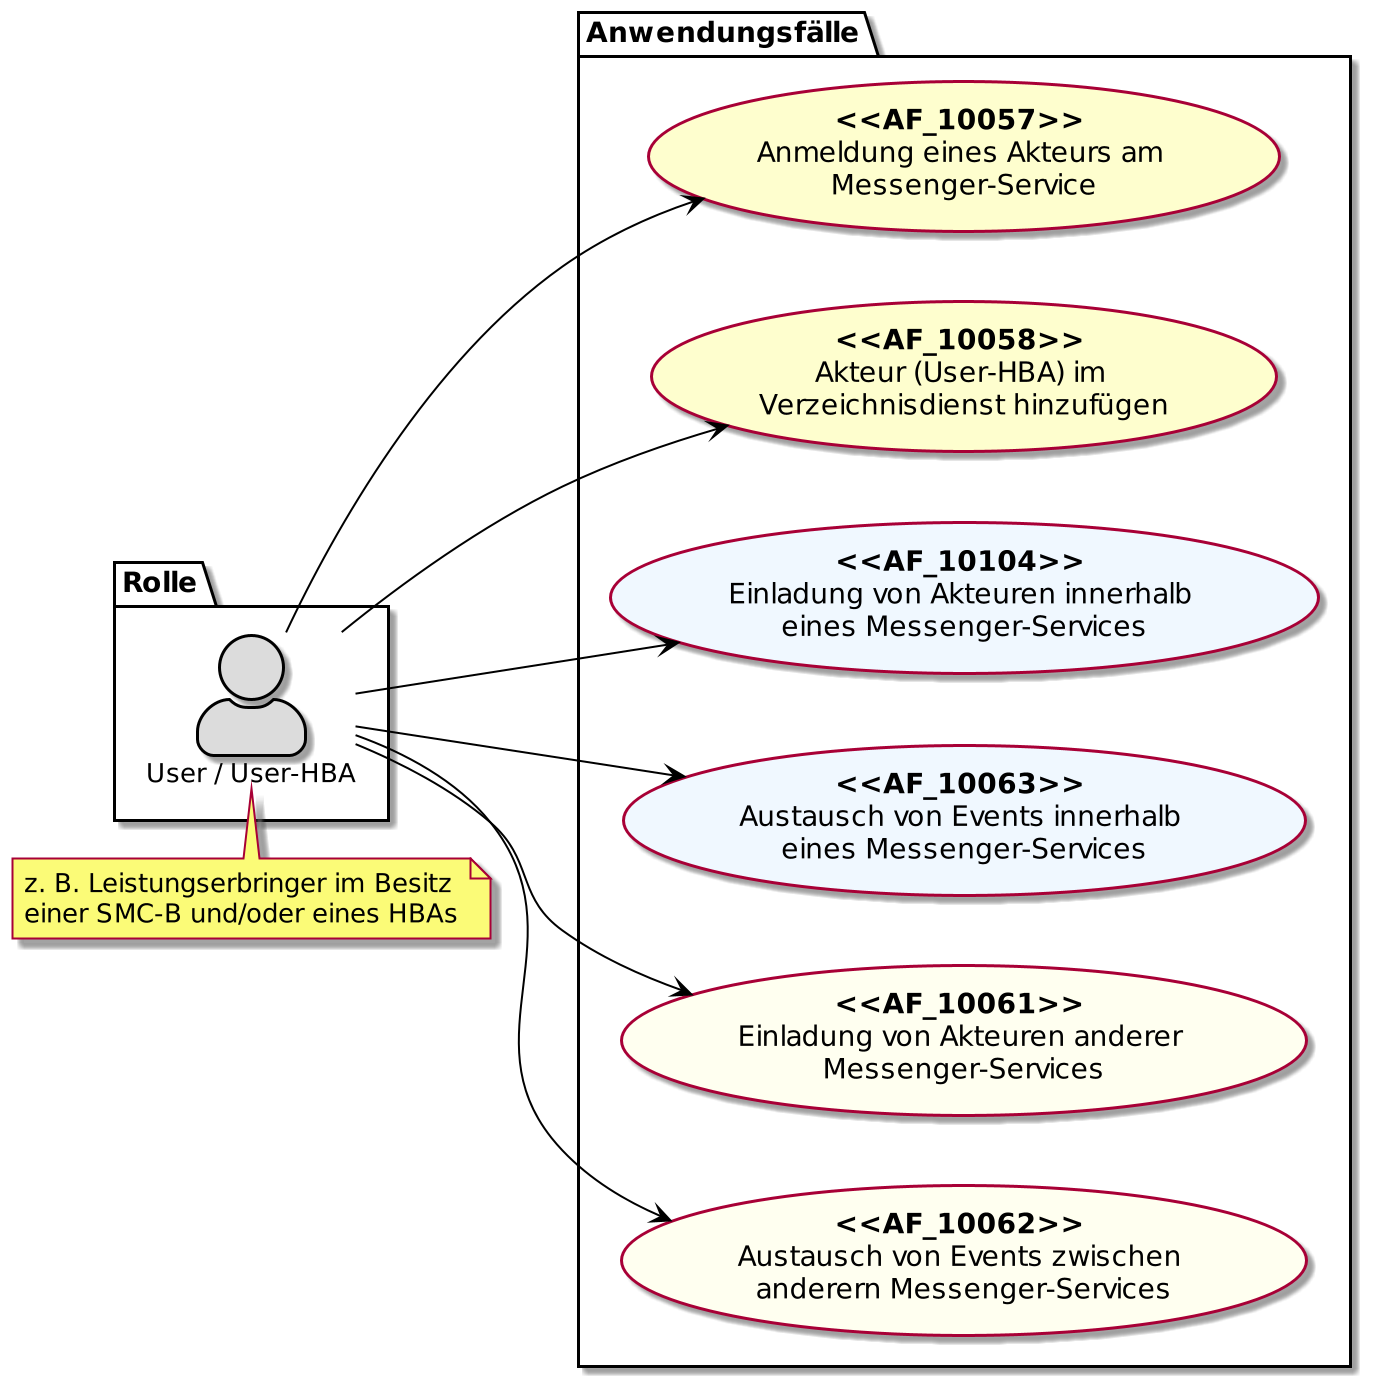 Anwendungsfälle
<<AF_10057>>
Anmeldung eines Akteurs am
Messenger-Service
<<AF_10058>>
Akteur (User-HBA) im
Verzeichnisdienst hinzufügen
<<AF_10104>>
Einladung von Akteuren innerhalb
eines Messenger-Services
<<AF_10063>>
Austausch von Events innerhalb
eines Messenger-Services
<<AF_10061>>
Einladung von Akteuren anderer
Messenger-Services
<<AF_10062>>
Austausch von Events zwischen
anderern Messenger-Services
Rolle
User / User-HBA
z. B. Leistungserbringer im Besitz
einer SMC-B und/oder eines HBAs